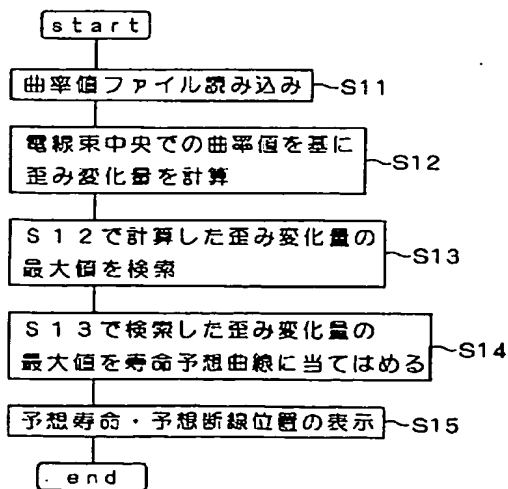 start
曲率値ファイル読み込み
S11
電線束中央での曲率値を基に
歪み変化量を計算
S12
S12で計算した歪み変化量の
最大値を検索
S13
S13で検索した歪み変化量の
最大値を寿命予想曲線に当てはめる
S14
予想寿命・予想断線位置の表示
S15
end